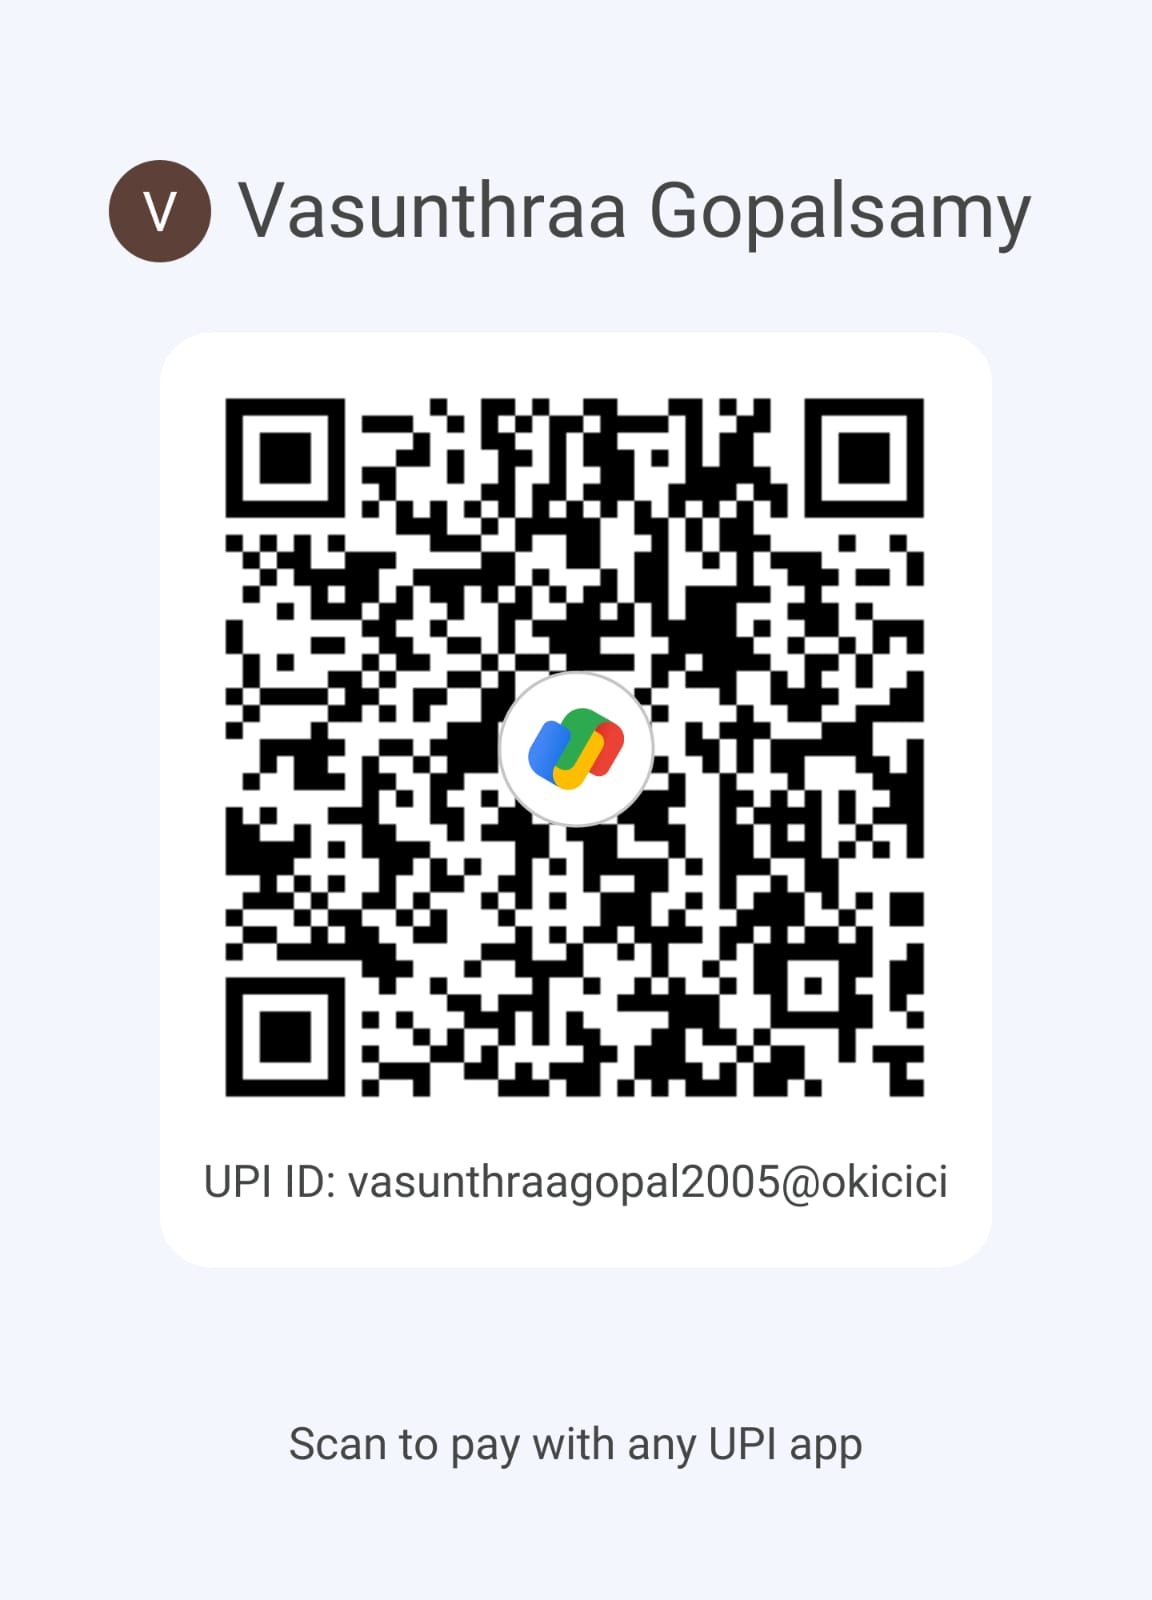 V
Vasunthraa Gopalsamy
UPI ID: vasunthraagopal2005@okicici
Scan to pay with any UPI app